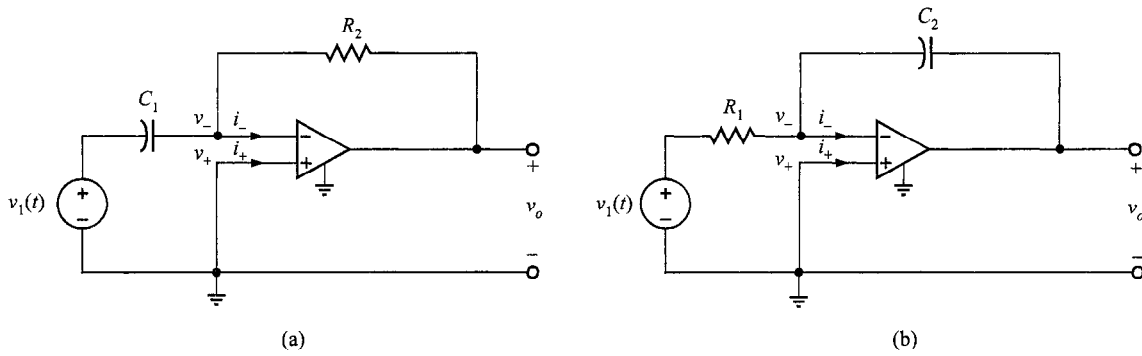 R₂
C₁
v₋
i₋
v₊
i₊
−
+
v₁(t)
+
−
+
vₒ
−
(a)
C₂
R₁
v₋
i₋
v₊
i₊
−
+
v₁(t)
+
−
+
vₒ
−
(b)